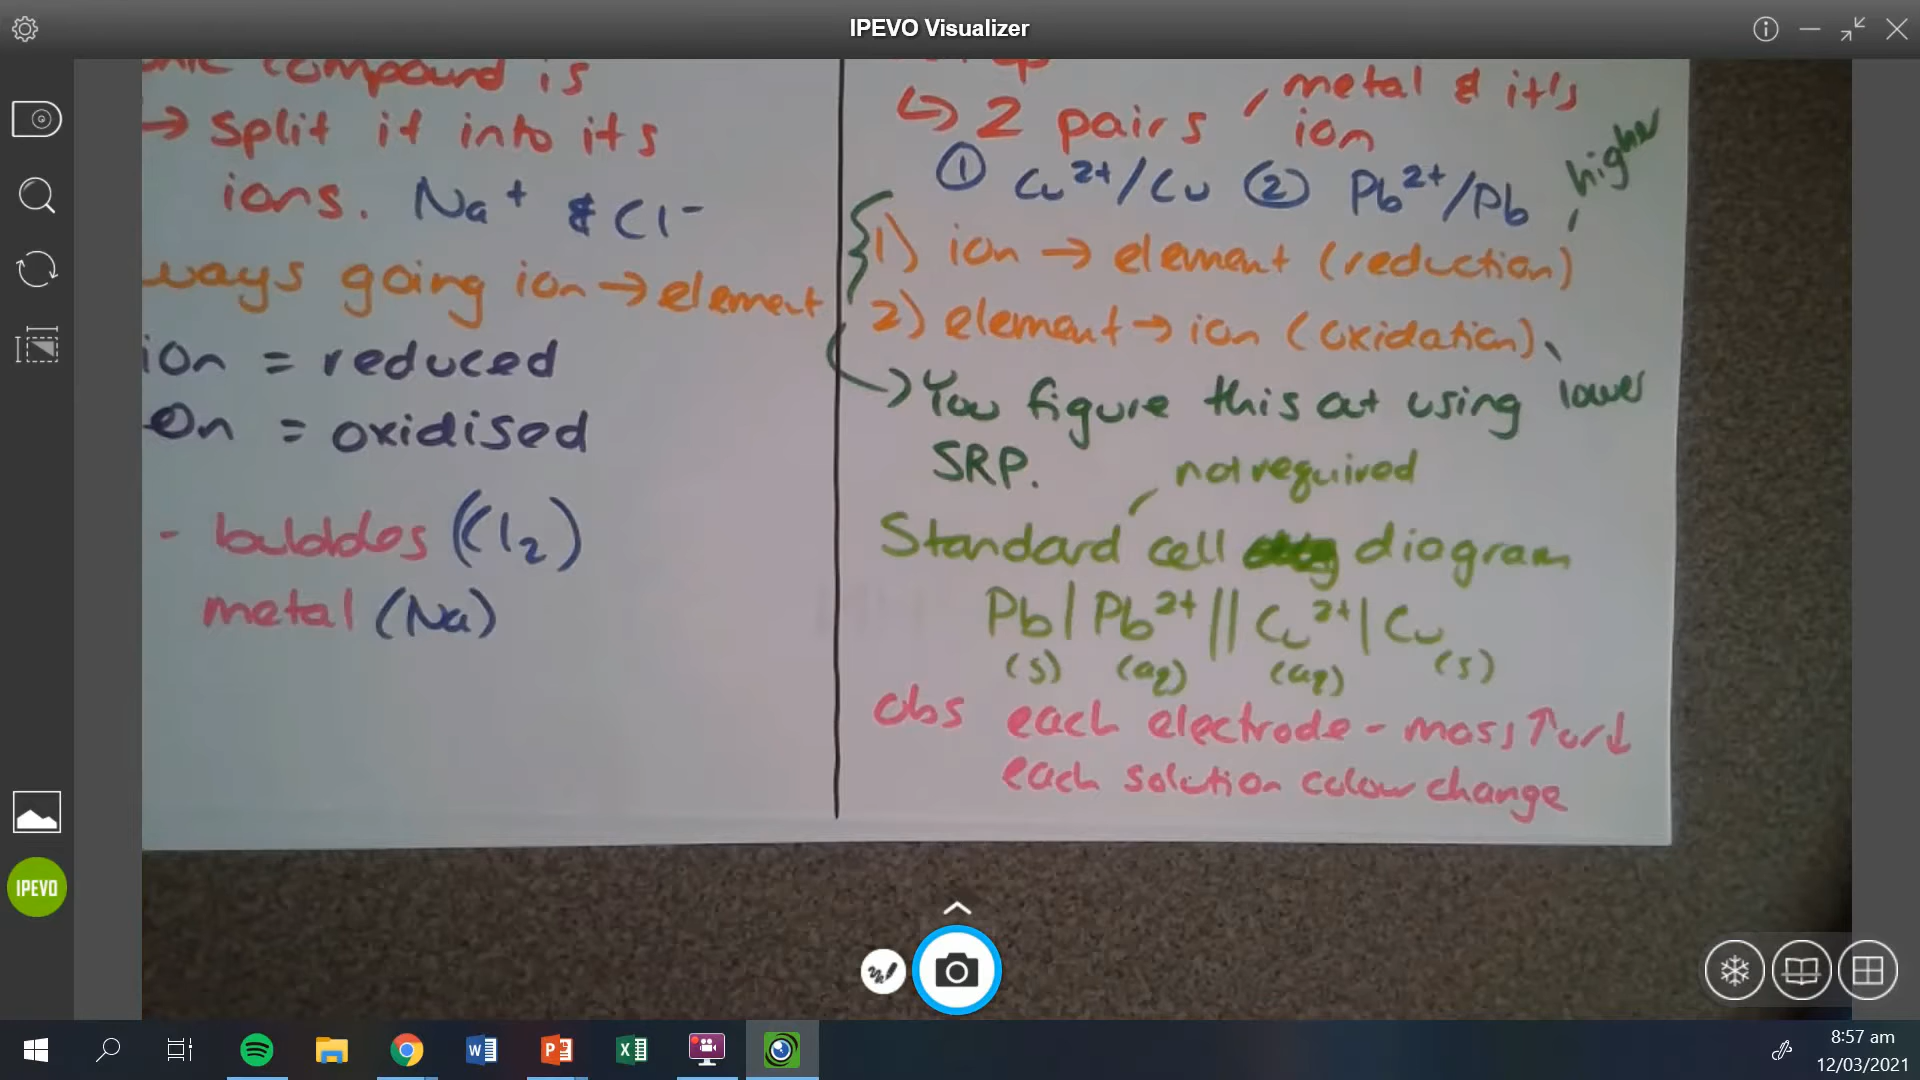 IPEVO Visualizer
compound is
→ split it into its
ions. Na⁺ & Cl⁻
ways going ion → element
ion = reduced
on = oxidised
- bubbles (Cl₂)
metal (Na)
↳ 2 pairs
metal & it's
ion
① Cu²⁺/Cu ② Pb²⁺/Pb
higher
1) ion → element (reduction)
2) element → ion (oxidation)
lower
→ You figure this out using
SRP.
not required
Standard cell diagram
Pb | Pb²⁺ || Cu²⁺ | Cu
(s) (aq) (aq) (s)
obs each electrode - mass ↑ or ↓
each solution colour change
IPEVO
8:57 am
12/03/2021